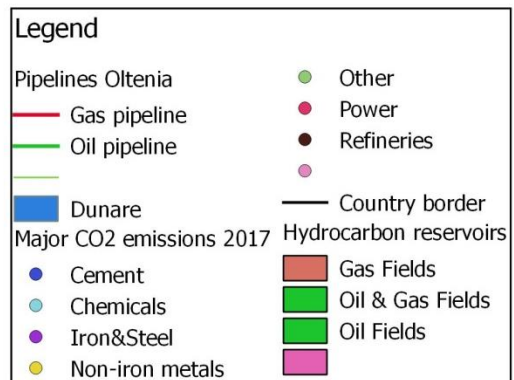 Legend
Pipelines Oltenia
Gas pipeline
Oil pipeline
Dunare
Major CO2 emissions 2017
Cement
Chemicals
Iron&Steel
Non-iron metals
Other
Power
Refineries
Country border
Hydrocarbon reservoirs
Gas Fields
Oil & Gas Fields
Oil Fields